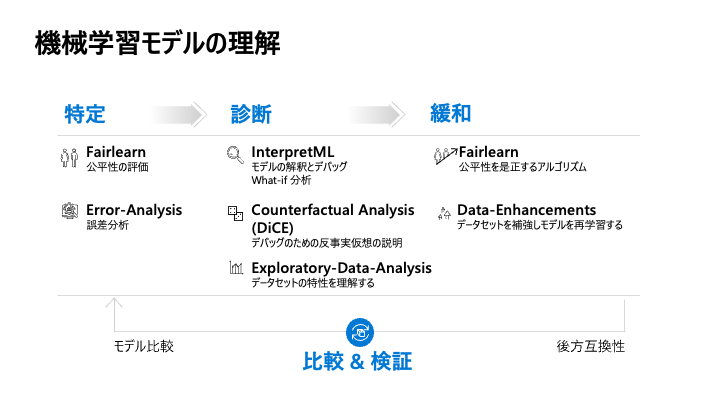 機械学習モデルの理解
特定
診断
緩和
Fairlearn
公平性の評価
Error-Analysis
誤差分析
InterpretML
モデルの解釈とデバッグ
What-if 分析
Counterfactual Analysis
(DiCE)
デバッグのための反事実仮想の説明
Exploratory-Data-Analysis
データセットの特性を理解する
Fairlearn
公平性を是正するアルゴリズム
Data-Enhancements
データセットを補強しモデルを再学習する
モデル比較
比較 & 検証
後方互換性